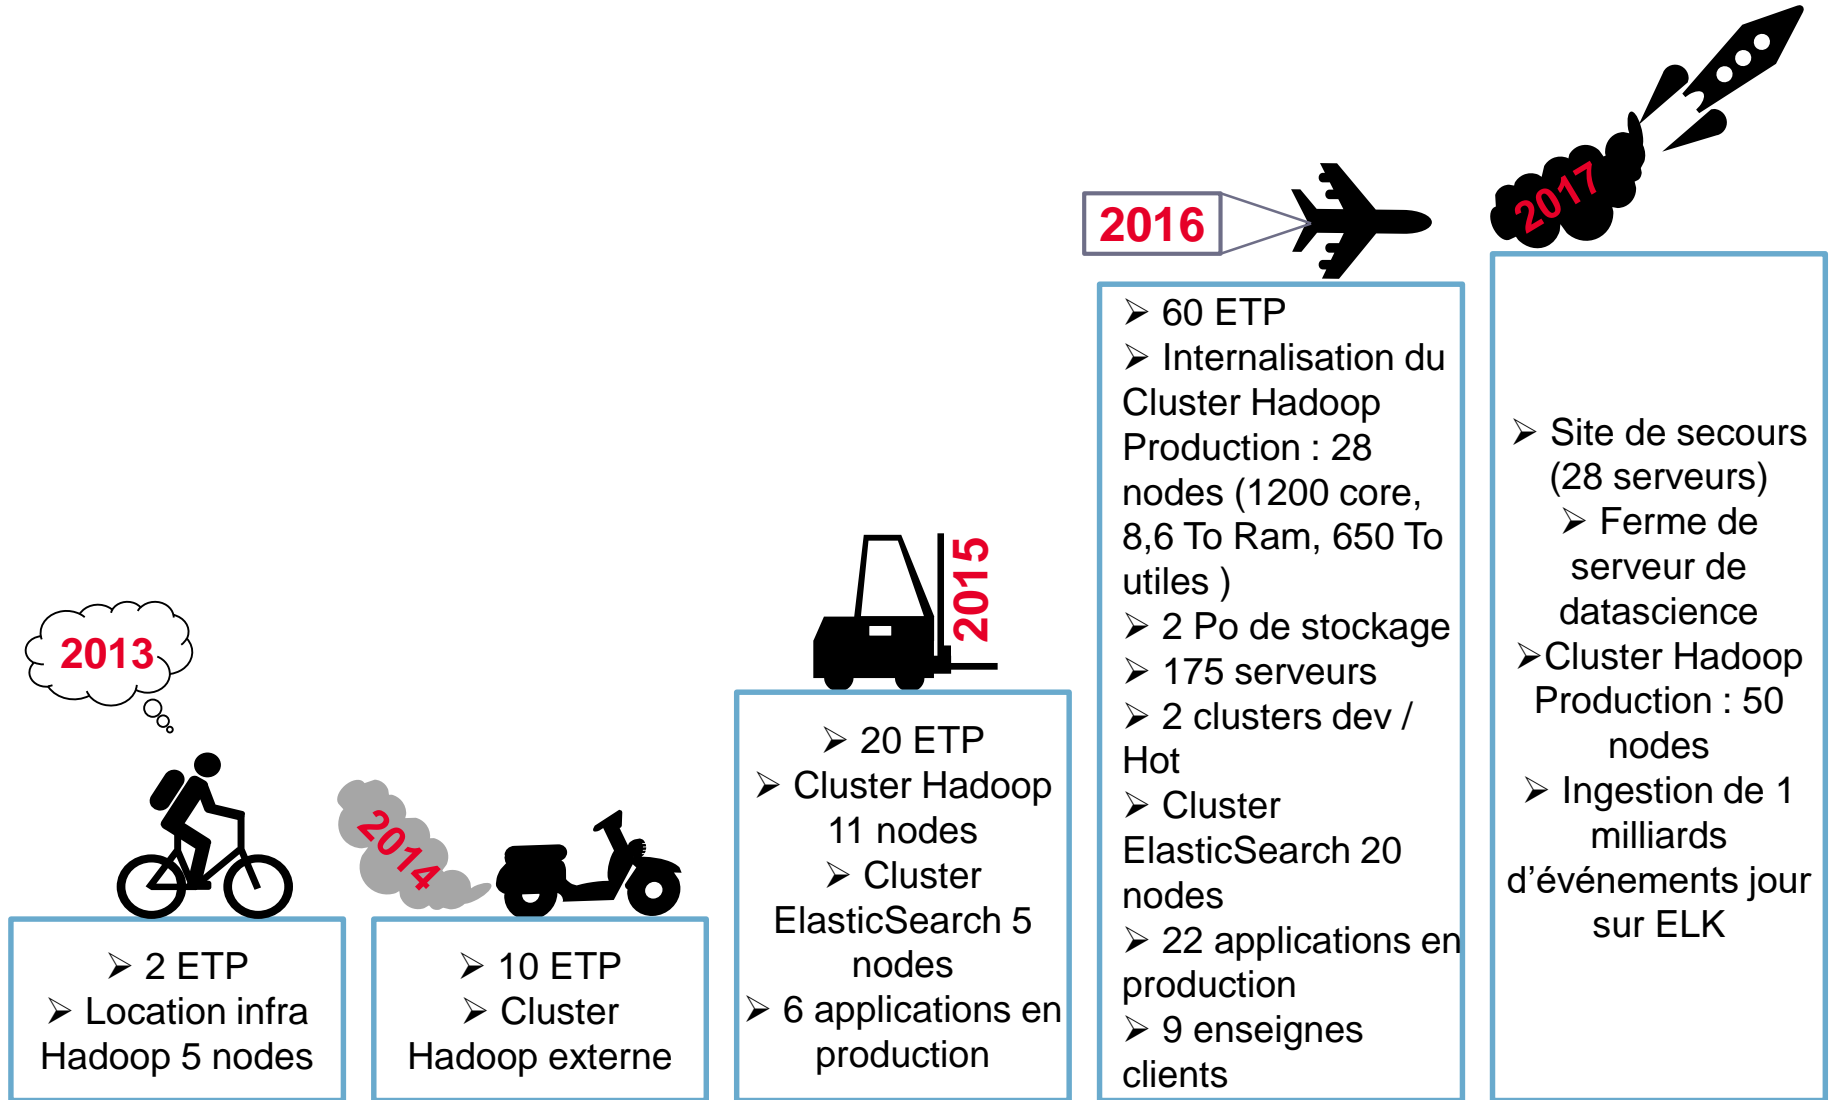 2013
➢ 2 ETP
➢ Location infra
Hadoop 5 nodes
2014
➢ 10 ETP
➢ Cluster
Hadoop externe
2015
➢ 20 ETP
➢ Cluster Hadoop
11 nodes
➢ Cluster
ElasticSearch 5
nodes
➢ 6 applications en
production
2016
➢ 60 ETP
➢ Internalisation du
Cluster Hadoop
Production : 28
nodes (1200 core,
8,6 To Ram, 650 To
utiles )
➢ 2 Po de stockage
➢ 175 serveurs
➢ 2 clusters dev /
Hot
➢ Cluster
ElasticSearch 20
nodes
➢ 22 applications en
production
➢ 9 enseignes
clients
2017
➢ Site de secours
(28 serveurs)
➢ Ferme de
serveur de
datascience
➢Cluster Hadoop
Production : 50
nodes
➢ Ingestion de 1
milliards
d’événements jour
sur ELK